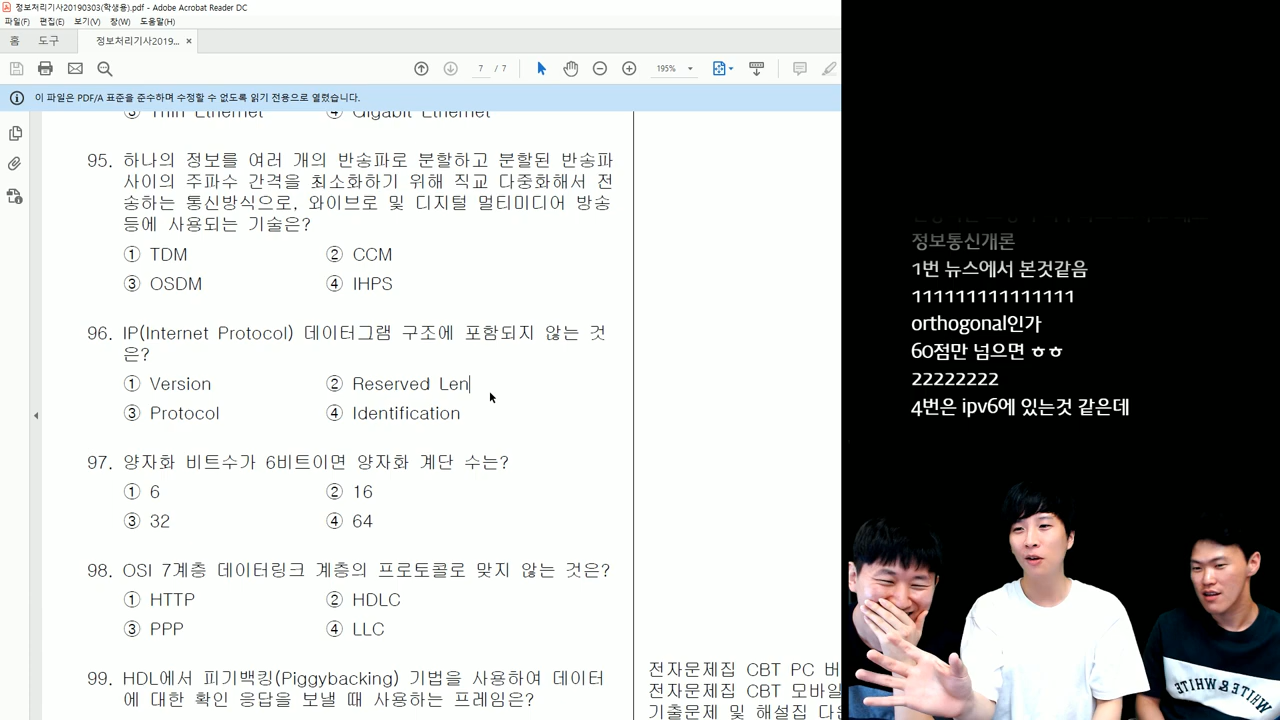 정보처리기사20190303(학생용).pdf - Adobe Acrobat Reader DC
파일(F) 편집(E) 보기(V) 창(W) 도움말(H)
홈 도구 정보처리기사2019... ×
7 / 7 195%
이 파일은 PDF/A 표준을 준수하며 수정할 수 없도록 읽기 전용으로 열렸습니다.
③ Thin Ethernet ④ Gigabit Ethernet
95. 하나의 정보를 여러 개의 반송파로 분할하고 분할된 반송파
사이의 주파수 간격을 최소화하기 위해 직교 다중화해서 전
송하는 통신방식으로, 와이브로 및 디지털 멀티미디어 방송
등에 사용되는 기술은?
① TDM ② CCM
③ OSDM ④ IHPS
96. IP(Internet Protocol) 데이터그램 구조에 포함되지 않는 것
은?
① Version ② Reserved Len
③ Protocol ④ Identification
97. 양자화 비트수가 6비트이면 양자화 계단 수는?
① 6 ② 16
③ 32 ④ 64
98. OSI 7계층 데이터링크 계층의 프로토콜로 맞지 않는 것은?
① HTTP ② HDLC
③ PPP ④ LLC
99. HDL에서 피기백킹(Piggybacking) 기법을 사용하여 데이터
에 대한 확인 응답을 보낼 때 사용하는 프레임은?
전자문제집 CBT PC 버
전자문제집 CBT 모바일
기출문제 및 해설집 다운
정보통신개론
1번 뉴스에서 본것같음
111111111111111
orthogonal인가
60점만 넘으면 ㅎㅎ
22222222
4번은 ipv6에 있는것 같은데
WHITE & WHITE